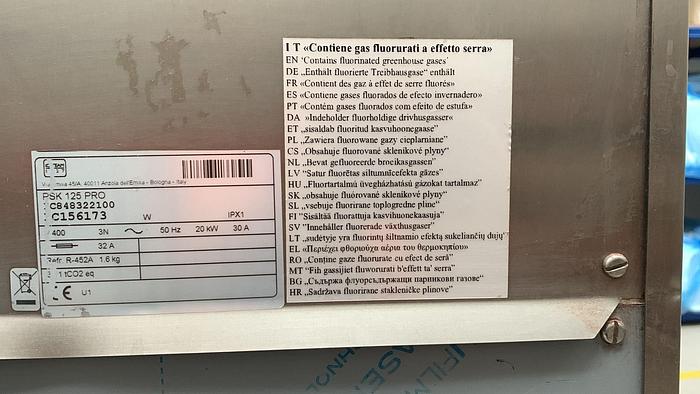 Via Emilia 45/A, 40011 Anzola dell'Emilia - Bologna - Italy
PSK 125 PRO
C848322100
C156173
W
IPX1
400
3N
50 Hz
20 kW
30 A
32 A
Refr. R-452A
1.6 kg
1 tCO2 eq
CE
U1
I T «Contiene gas fluorurati a effetto serra»
EN 'Contains fluorinated greenhouse gases'
DE „Enthält fluorierte Treibhausgase“ enthält
FR «Contient des gaz à effet de serre fluorés»
ES «Contiene gases fluorados de efecto invernadero»
PT «Contém gases fluorados com efeito de estufa»
DA »Indeholder fluorholdige drivhusgasser«
ET „sisaldab fluoritud kasvuhoonegaase”
PL „Zawiera fluorowane gazy cieplarniane”
CS „Obsahuje fluorované skleníkové plyny“
NL „Bevat gefluoreerde broeikasgassen”
LV „Satur fluorētas siltumnīcefekta gāzes”
HU „Fluortartalmú üvegházhatású gázokat tartalmaz”
SK „obsahuje fluórované skleníkové plyny”
SL „vsebuje fluorirane toplogredne pline”
FI ”Sisältää fluorattuja kasvihuonekaasuja”
SV ”Innehåller fluorerade växthusgaser”
LT „sudėtyje yra fluorintų šiltnamio efektą sukeliančių dujų”
EL «Περιέχει φθοριούχα αέρια του θερμοκηπίου»
RO „Conține gaze fluorurate cu efect de seră”
MT “Fih gassijiet fluworurati b'effett ta' serra”
BG „Съдържа флуорсъдържащи парникови газове”
HR „Sadržava fluorirane stakleničke plinove”